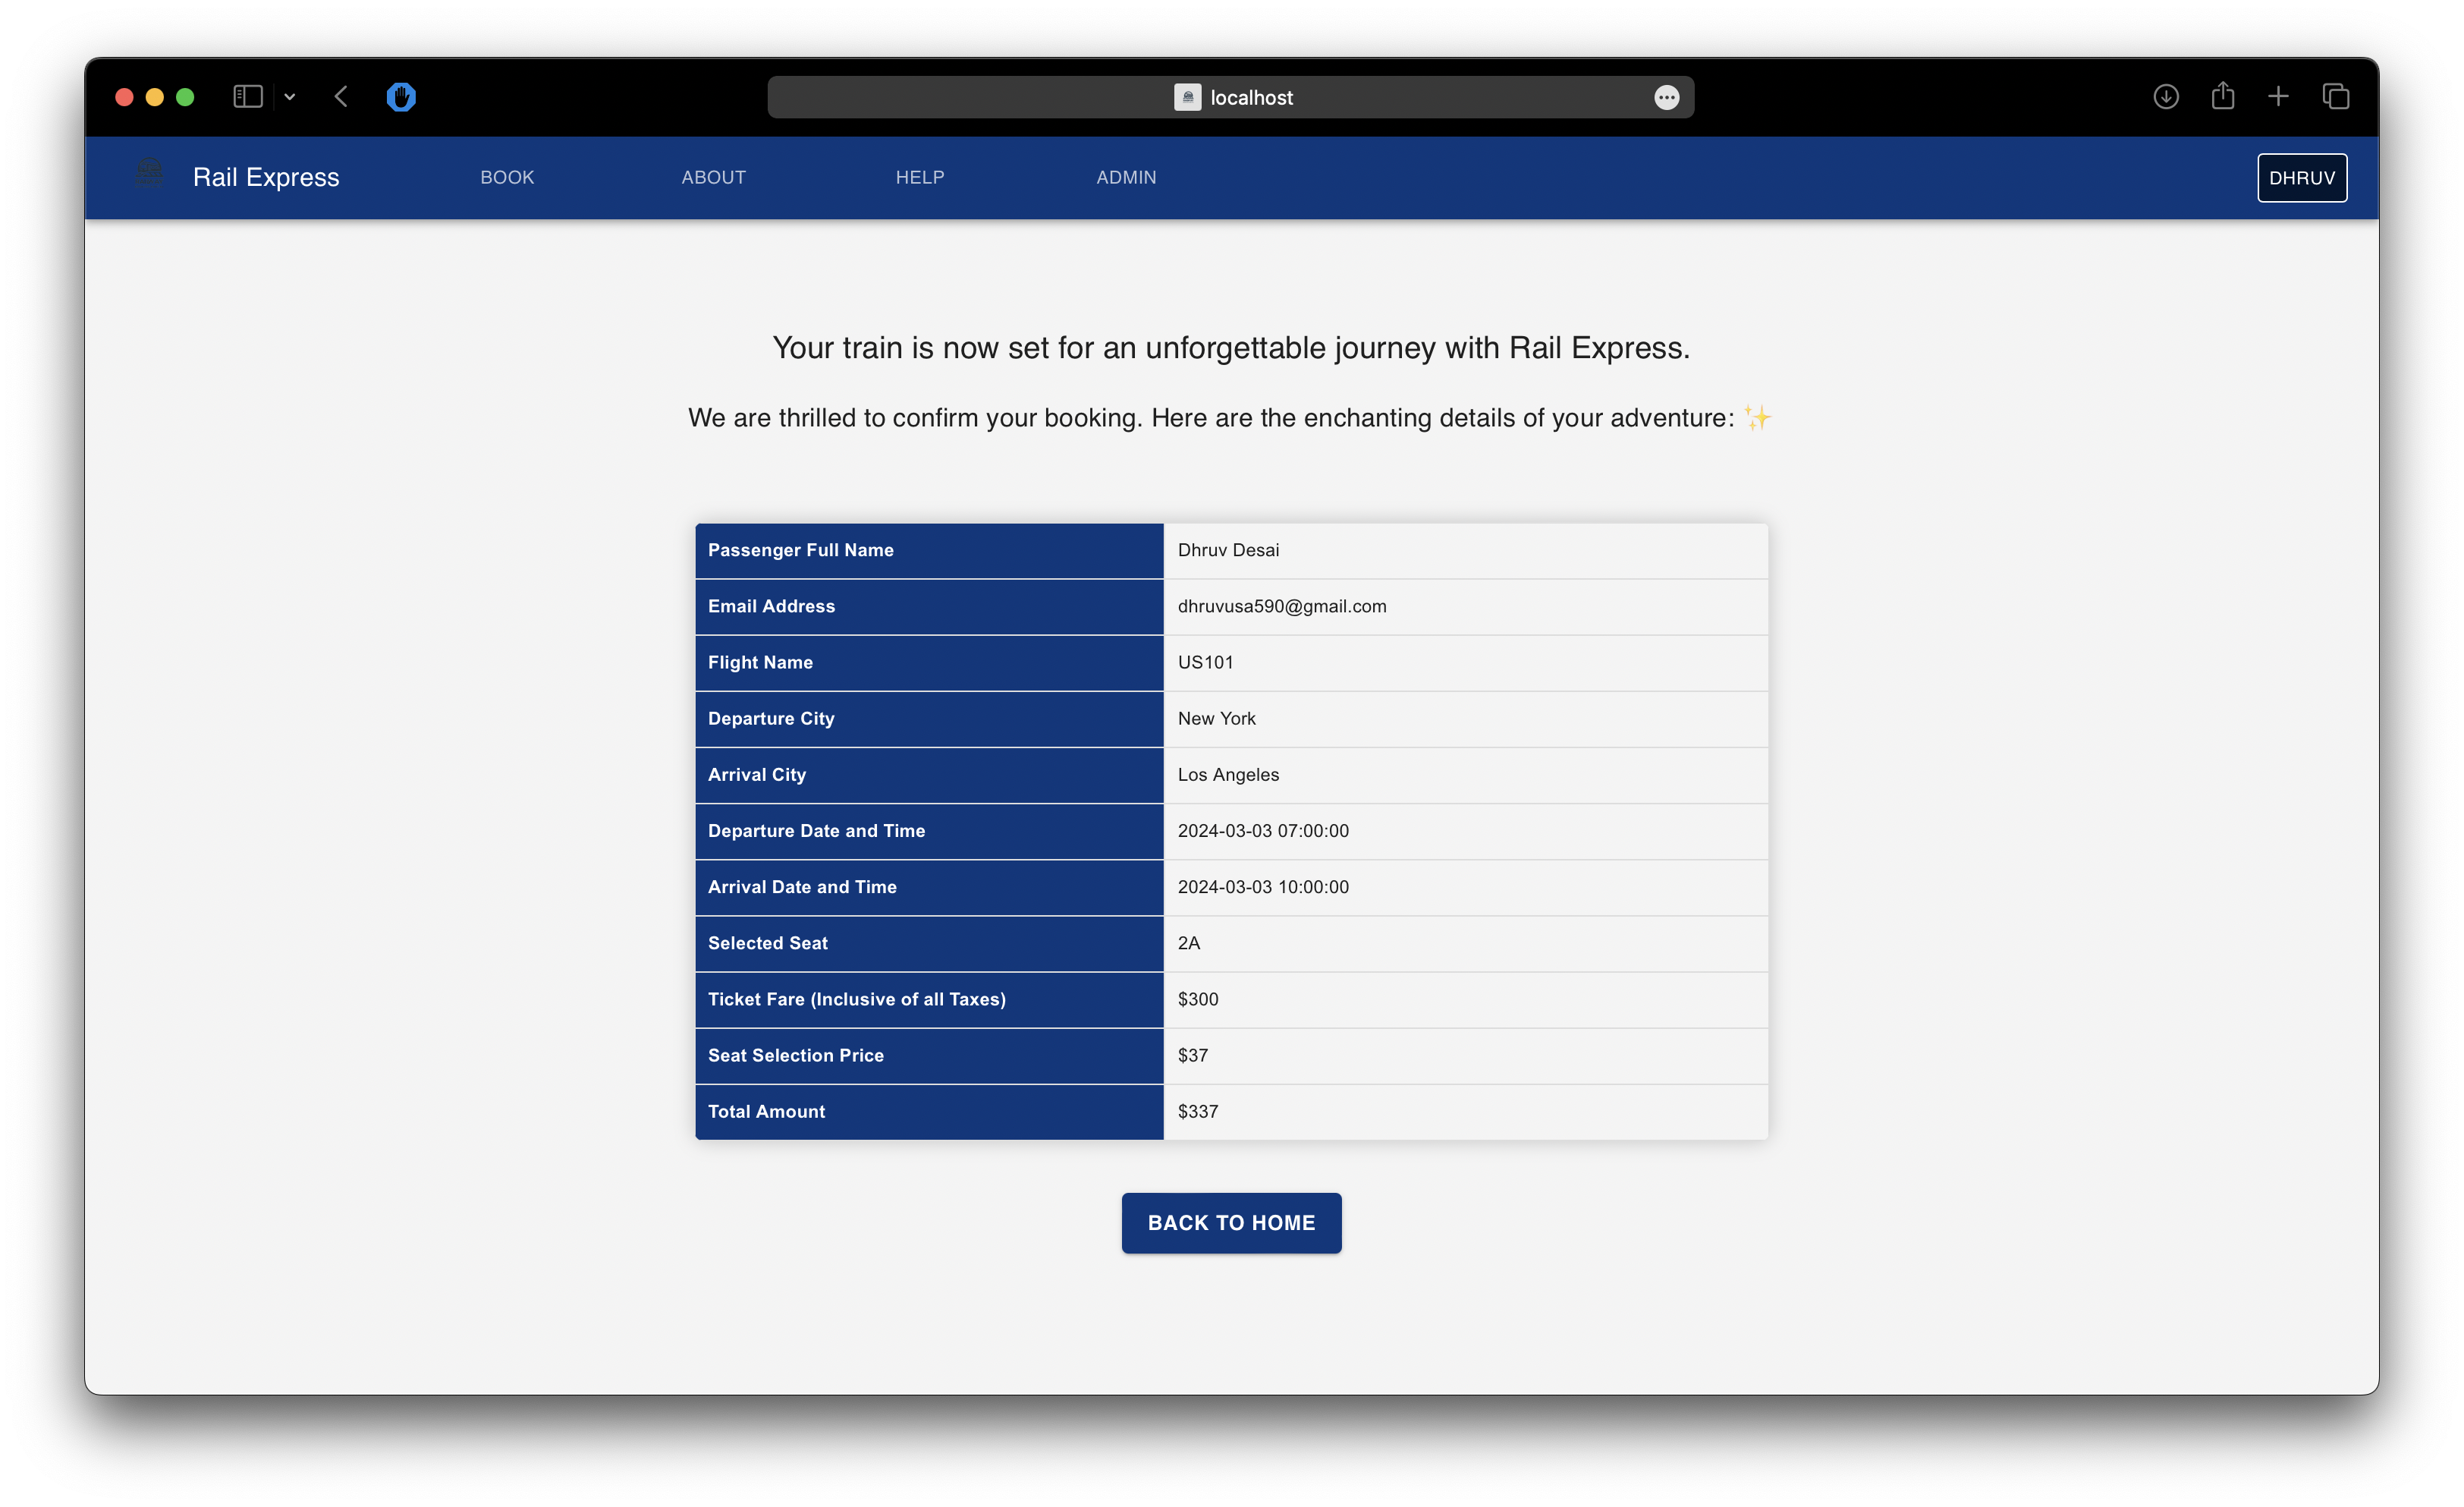 localhost
Rail Express BOOK ABOUT HELP ADMIN DHRUV
Your train is now set for an unforgettable journey with Rail Express.
We are thrilled to confirm your booking. Here are the enchanting details of your adventure: ✨
Passenger Full Name Dhruv Desai
Email Address dhruvusa590@gmail.com
Flight Name US101
Departure City New York
Arrival City Los Angeles
Departure Date and Time 2024-03-03 07:00:00
Arrival Date and Time 2024-03-03 10:00:00
Selected Seat 2A
Ticket Fare (Inclusive of all Taxes) $300
Seat Selection Price $37
Total Amount $337
BACK TO HOME